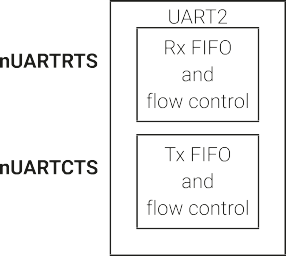 UART2
nUARTRTS
Rx FIFO
and
flow control
nUARTCTS
Tx FIFO
and
flow control